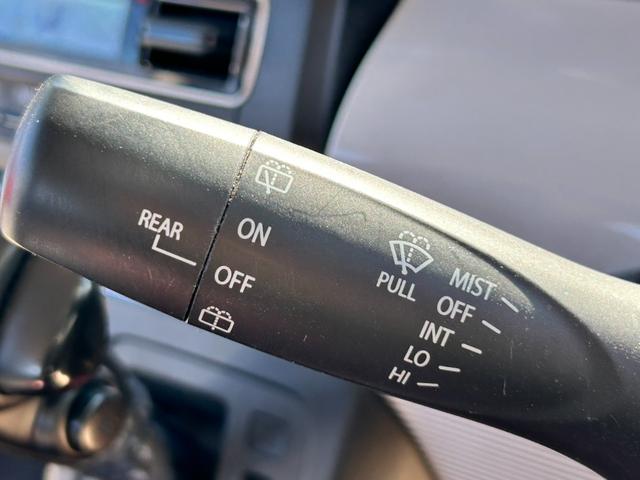 REAR
ON
OFF
PULL
MIST
OFF
INT
LO
HI